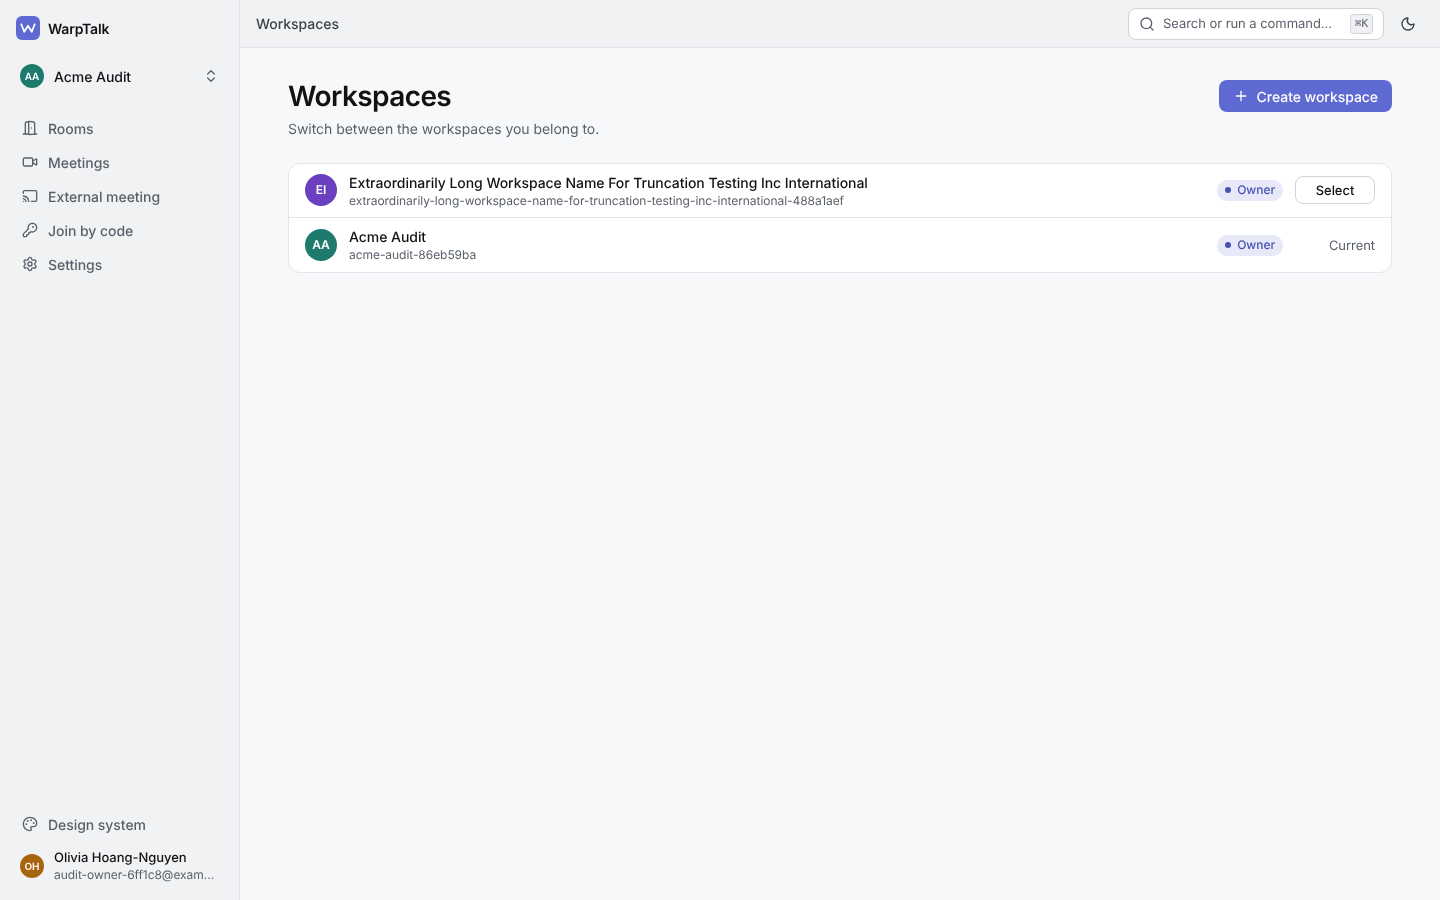 WarpTalk
AA
Acme Audit
Rooms
Meetings
External meeting
Join by code
Settings
Design system
OH
Olivia Hoang-Nguyen
audit-owner-6ff1c8@exam...
Workspaces
Search or run a command...
⌘K
Workspaces
Switch between the workspaces you belong to.
Create workspace
EI
Extraordinarily Long Workspace Name For Truncation Testing Inc International
extraordinarily-long-workspace-name-for-truncation-testing-inc-international-488a1aef
Owner
Select
AA
Acme Audit
acme-audit-86eb59ba
Owner
Current